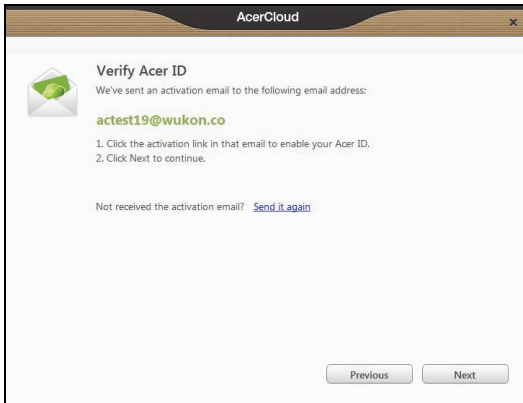 AcerCloud
x
Verify Acer ID
We've sent an activation email to the following email address:
actest19@wukon.co
1. Click the activation link in that email to enable your Acer ID.
2. Click Next to continue.
Not received the activation email? Send it again
Previous Next